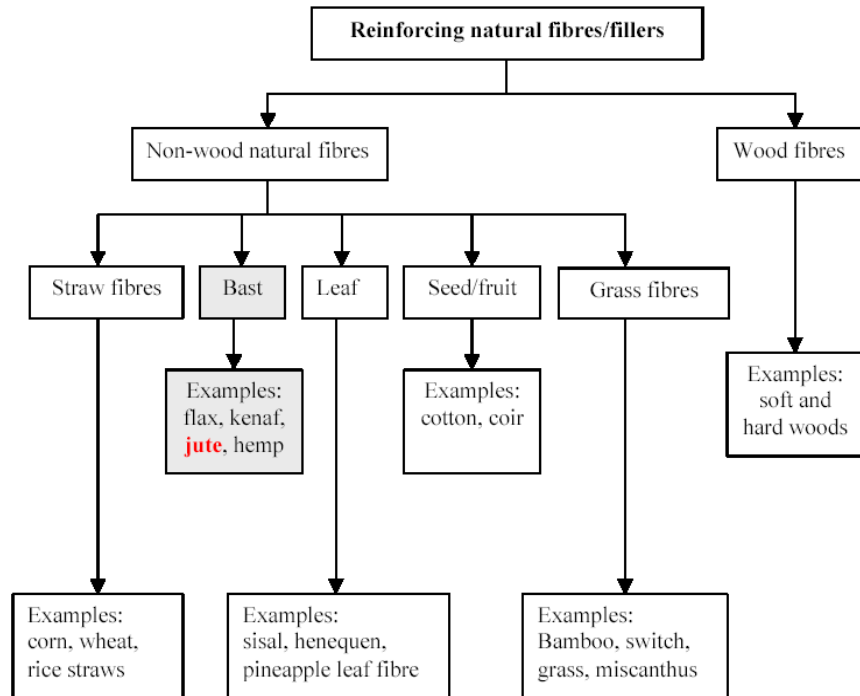 Reinforcing natural fibres/fillers
Non-wood natural fibres
Wood fibres
Straw fibres
Bast
Leaf
Seed/fruit
Grass fibres
Examples:
flax, kenaf,
jute, hemp
Examples:
cotton, coir
Examples:
soft and
hard woods
Examples:
corn, wheat,
rice straws
Examples:
sisal, henequen,
pineapple leaf fibre
Examples:
Bamboo, switch
grass, miscanthus